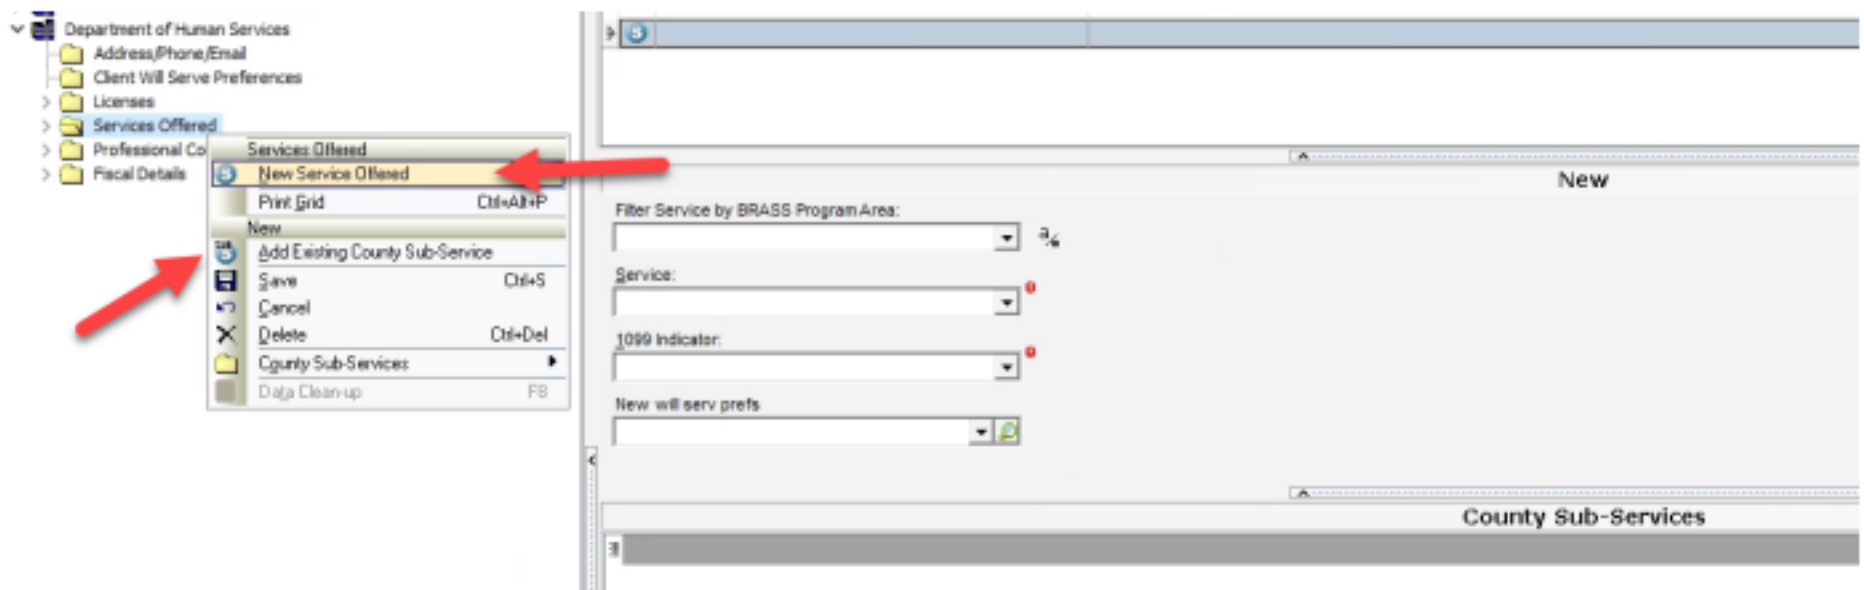 Department of Human Services
Address/Phone/Email
Client Will Serve Preferences
Licenses
Services Offered
Professional Co
Fiscal Details
Services Offered
New Service Offered
Print Grid Ctrl+Alt+P
New
Add Existing County Sub-Service
Save Ctrl+S
Cancel
Delete Ctrl+Del
County Sub-Services
Data Clean-up F8
New
Filter Service by BRASS Program Area:
Service:
1099 Indicator:
New will serv prefs
County Sub-Services